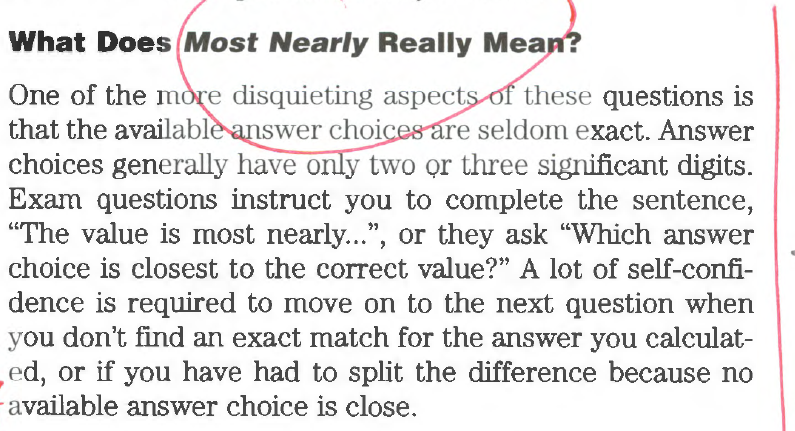 What Does Most Nearly Really Mean?
One of the more disquieting aspects of these questions is
that the available answer choices are seldom exact. Answer
choices generally have only two or three significant digits.
Exam questions instruct you to complete the sentence,
“The value is most nearly...”, or they ask “Which answer
choice is closest to the correct value?” A lot of self-confi-
dence is required to move on to the next question when
you don’t find an exact match for the answer you calculat-
ed, or if you have had to split the difference because no
available answer choice is close.